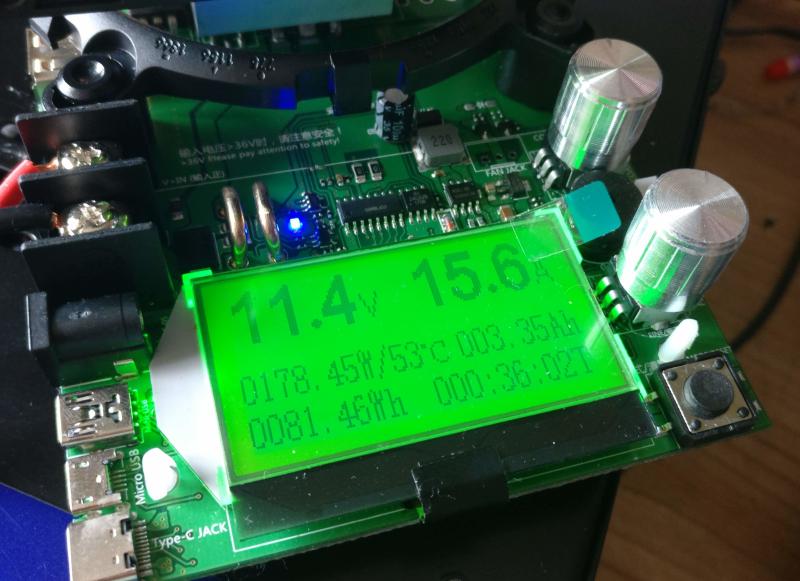 输入电压>36V时，请注意安全！
>36V Please pay attention to safety!
V+IN (输入正)
220
FAN JACK
11.4V 15.6A
0178.45W/53℃ 003.35Ah
0081.46Wh 000:36:02T
Micro USB
Type-C JACK